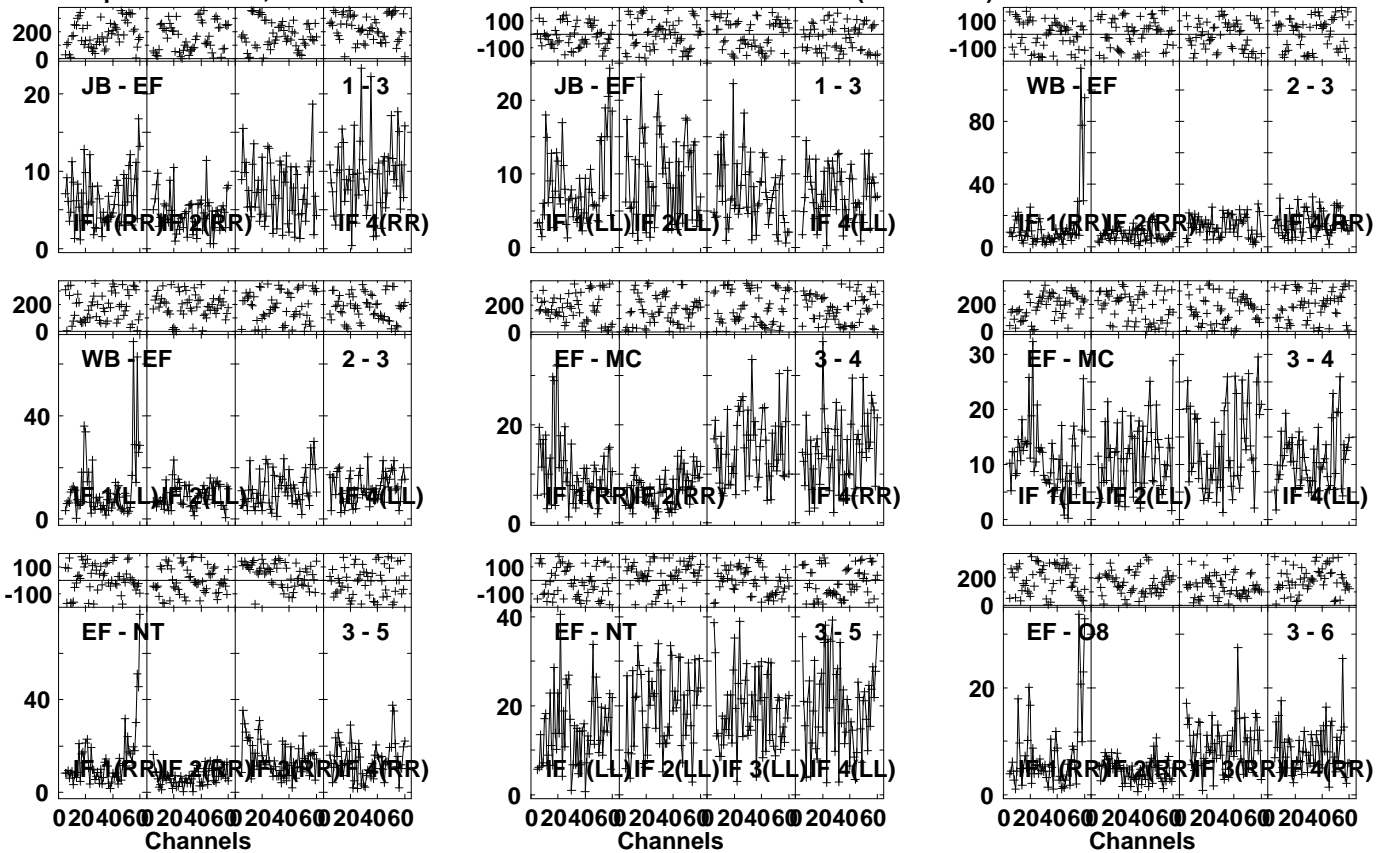 200
0
JB - EF 1 - 3
20
10
0
IF 1(RR) IF 2(RR) IF 4(RR)
100
-100
JB - EF 1 - 3
20
10
0
IF 1(LL) IF 2(LL) IF 4(LL)
100
-100
WB - EF 2 - 3
80
40
0
IF 1(RR) IF 2(RR) IF 4(RR)
200
0
WB - EF 2 - 3
40
0
IF 1(LL) IF 2(LL) IF 4(LL)
200
0
EF - MC 3 - 4
20
0
IF 1(RR) IF 2(RR) IF 4(RR)
200
0
EF - MC 3 - 4
30
20
10
0
IF 1(LL) IF 2(LL) IF 4(LL)
100
-100
EF - NT 3 - 5
40
0
IF 1(RR) IF 2(RR) IF 3(RR) IF 4(RR)
0 20 40 60 0 20 40 60 0 20 40 60 0 20 40 60
Channels
100
-100
EF - NT 3 - 5
40
20
0
IF 1(LL) IF 2(LL) IF 3(LL) IF 4(LL)
0 20 40 60 0 20 40 60 0 20 40 60 0 20 40 60
Channels
200
0
EF - O8 3 - 6
20
0
IF 1(RR) IF 2(RR) IF 3(RR) IF 4(RR)
0 20 40 60 0 20 40 60 0 20 40 60 0 20 40 60
Channels